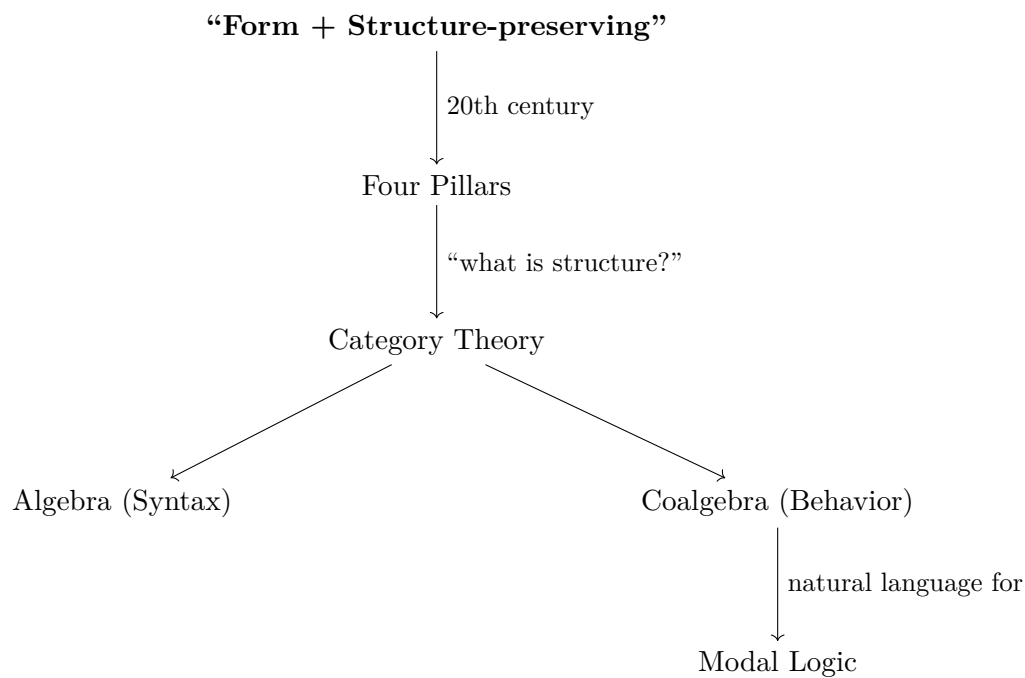 “Form + Structure-preserving”
20th century
Four Pillars
“what is structure?”
Category Theory
Algebra (Syntax)
Coalgebra (Behavior)
natural language for
Modal Logic